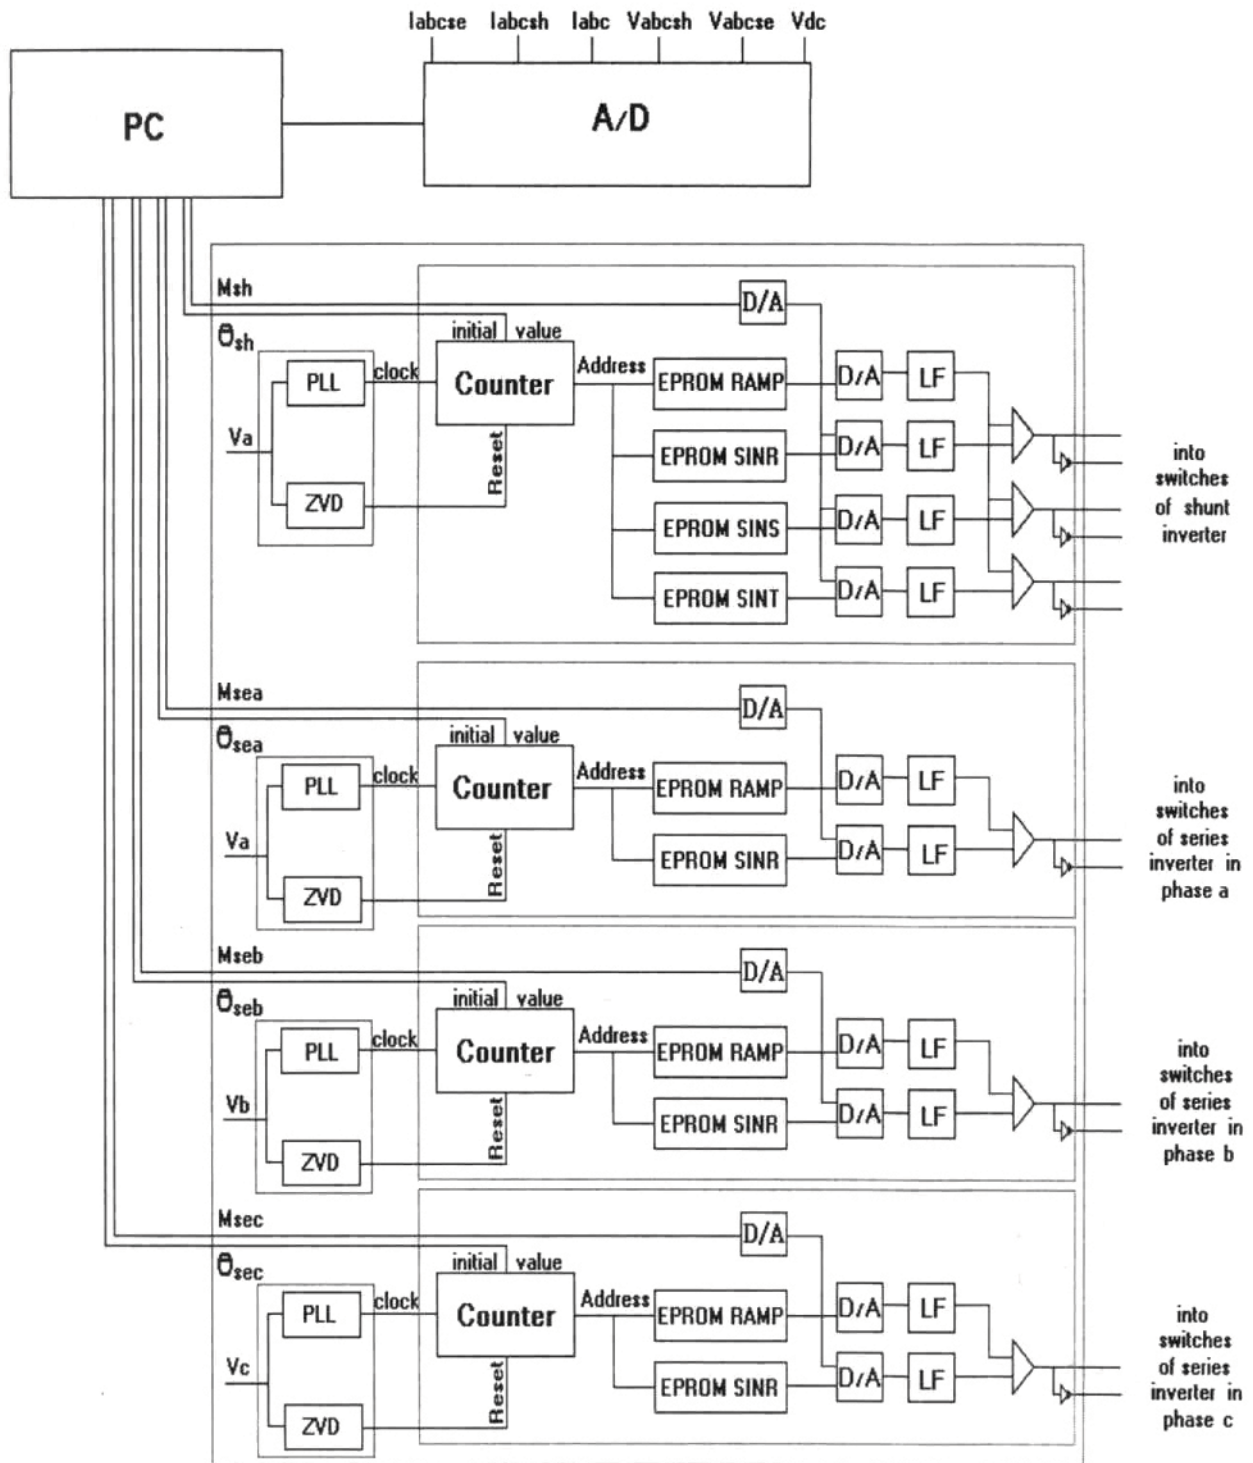 Iabcse Iabcsh Iabc Vabcsh Vabcse Vdc
PC
A/D
Msh
D/A
Θsh
initial value
PLL
clock
Counter
Address
EPROM RAMP
D/A
LF
Va
EPROM SINR
D/A
LF
Reset
ZVD
EPROM SINS
D/A
LF
EPROM SINT
D/A
LF
into
switches
of shunt
inverter
Msea
D/A
Θsea
initial value
PLL
clock
Counter
Address
EPROM RAMP
D/A
LF
Va
EPROM SINR
D/A
LF
Reset
ZVD
into
switches
of series
inverter in
phase a
Mseb
D/A
Θseb
initial value
PLL
clock
Counter
Address
EPROM RAMP
D/A
LF
Vb
EPROM SINR
D/A
LF
Reset
ZVD
into
switches
of series
inverter in
phase b
Msec
D/A
Θsec
initial value
PLL
clock
Counter
Address
EPROM RAMP
D/A
LF
Vc
EPROM SINR
D/A
LF
Reset
ZVD
into
switches
of series
inverter in
phase c